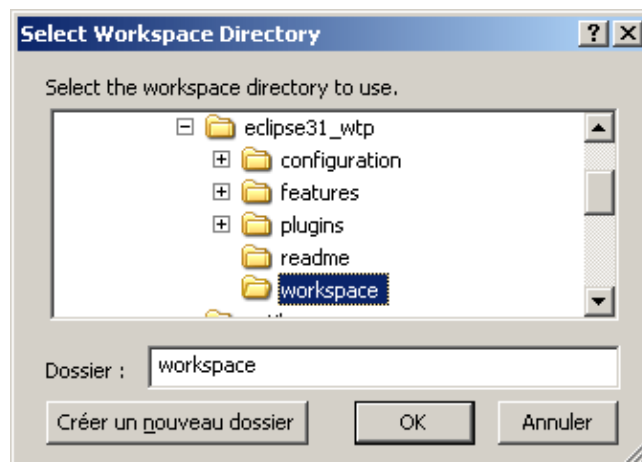 Select Workspace Directory
Select the workspace directory to use.
eclipse31_wtp
configuration
features
plugins
readme
workspace
Dossier : workspace
Créer un nouveau dossier OK Annuler